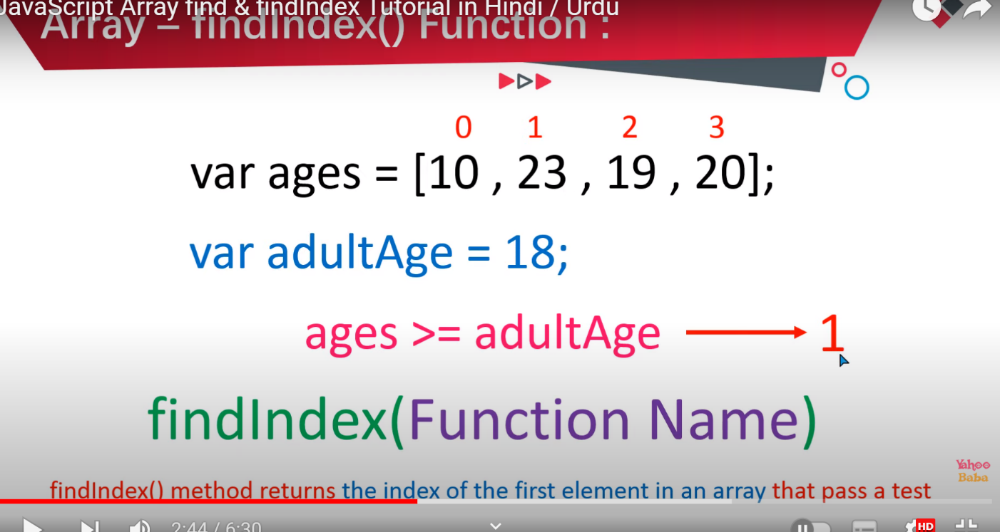 JavaScript Array find & findIndex Tutorial in Hindi / Urdu
Array – findIndex() Function :
0 1 2 3
var ages = [10 , 23 , 19 , 20];
var adultAge = 18;
ages >= adultAge 1
findIndex(Function Name)
Yahoo
Baba
findIndex() method returns the index of the first element in an array that pass a test
2:44 / 6:30
HD